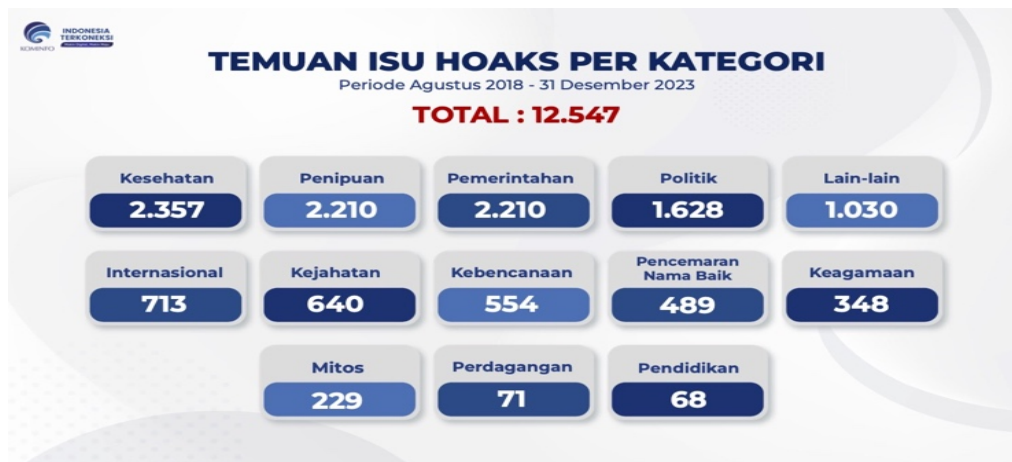 KOMINFO
INDONESIA
TERKONEKSI
TEMUAN ISU HOAKS PER KATEGORI
Periode Agustus 2018 - 31 Desember 2023
TOTAL : 12.547
Kesehatan
2.357
Penipuan
2.210
Pemerintahan
2.210
Politik
1.628
Lain-lain
1.030
Internasional
713
Kejahatan
640
Kebencanaan
554
Pencemaran
Nama Baik
489
Keagamaan
348
Mitos
229
Perdagangan
71
Pendidikan
68